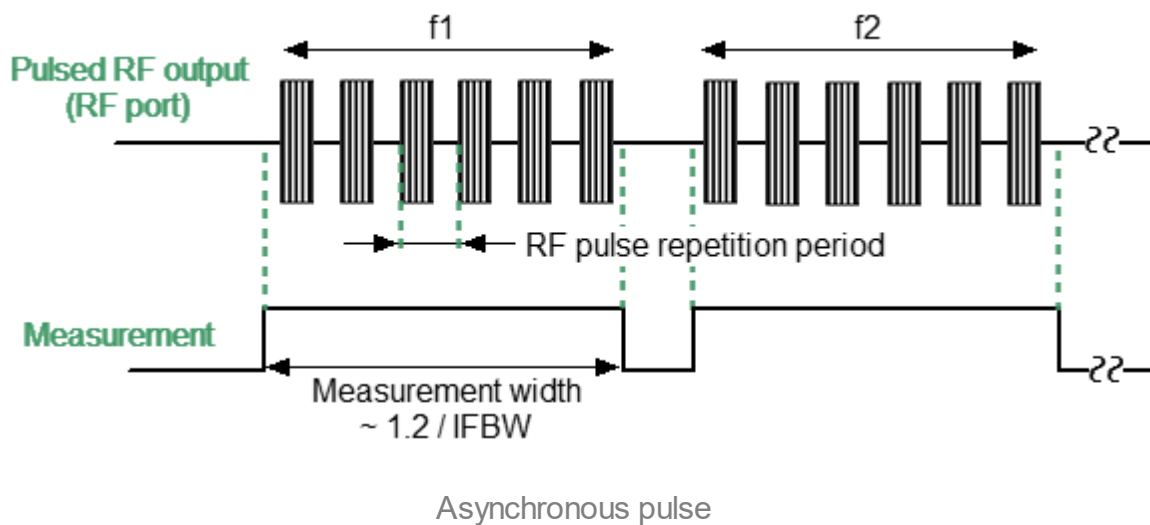 f1
f2
Pulsed RF output
(RF port)
RF pulse repetition period
Measurement
Measurement width
~ 1.2 / IFBW
Asynchronous pulse